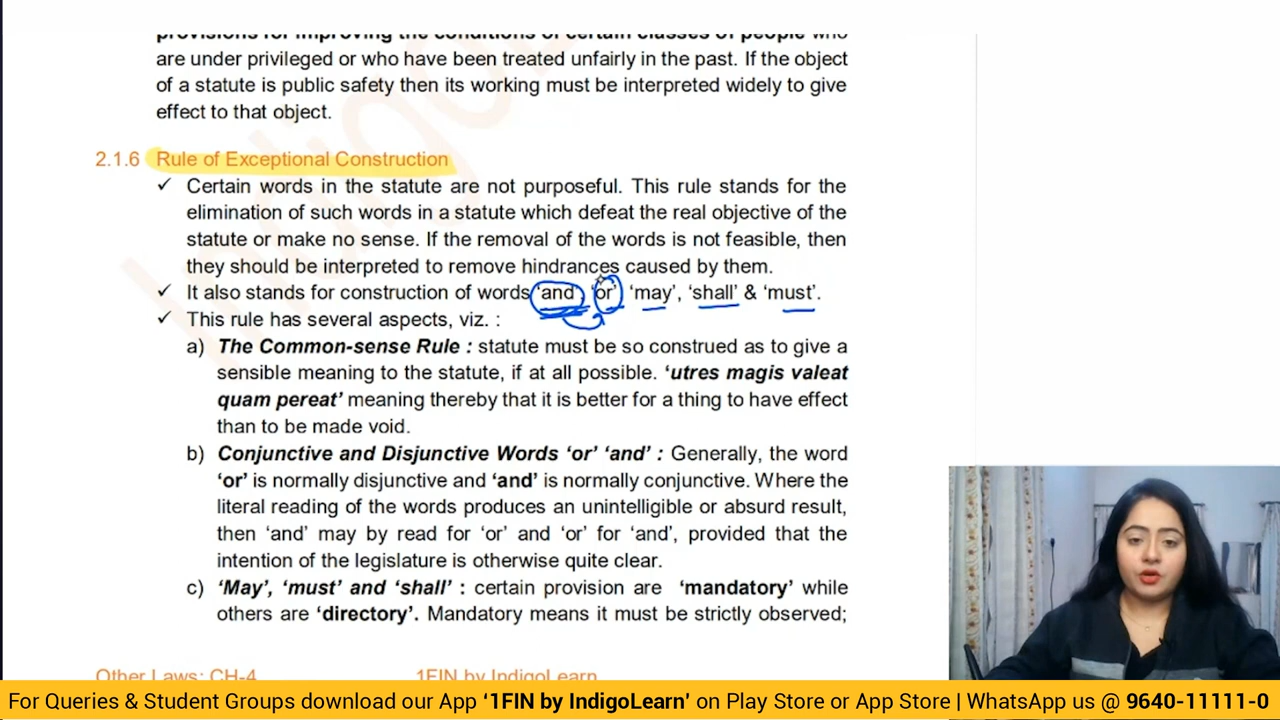 provisions for improving the conditions of certain classes of people who
are under privileged or who have been treated unfairly in the past. If the object
of a statute is public safety then its working must be interpreted widely to give
effect to that object.
2.1.6 Rule of Exceptional Construction
✓ Certain words in the statute are not purposeful. This rule stands for the
elimination of such words in a statute which defeat the real objective of the
statute or make no sense. If the removal of the words is not feasible, then
they should be interpreted to remove hindrances caused by them.
✓ It also stands for construction of words 'and', 'or' 'may', 'shall' & 'must'.
✓ This rule has several aspects, viz. :
a) The Common-sense Rule : statute must be so construed as to give a
sensible meaning to the statute, if at all possible. 'utres magis valeat
quam pereat' meaning thereby that it is better for a thing to have effect
than to be made void.
b) Conjunctive and Disjunctive Words 'or' 'and' : Generally, the word
'or' is normally disjunctive and 'and' is normally conjunctive. Where the
literal reading of the words produces an unintelligible or absurd result,
then 'and' may by read for 'or' and 'or' for 'and', provided that the
intention of the legislature is otherwise quite clear.
c) 'May', 'must' and 'shall' : certain provision are 'mandatory' while
others are 'directory'. Mandatory means it must be strictly observed;
Other Laws: CH-4 1FIN by IndigoLearn
For Queries & Student Groups download our App '1FIN by IndigoLearn' on Play Store or App Store | WhatsApp us @ 9640-11111-0